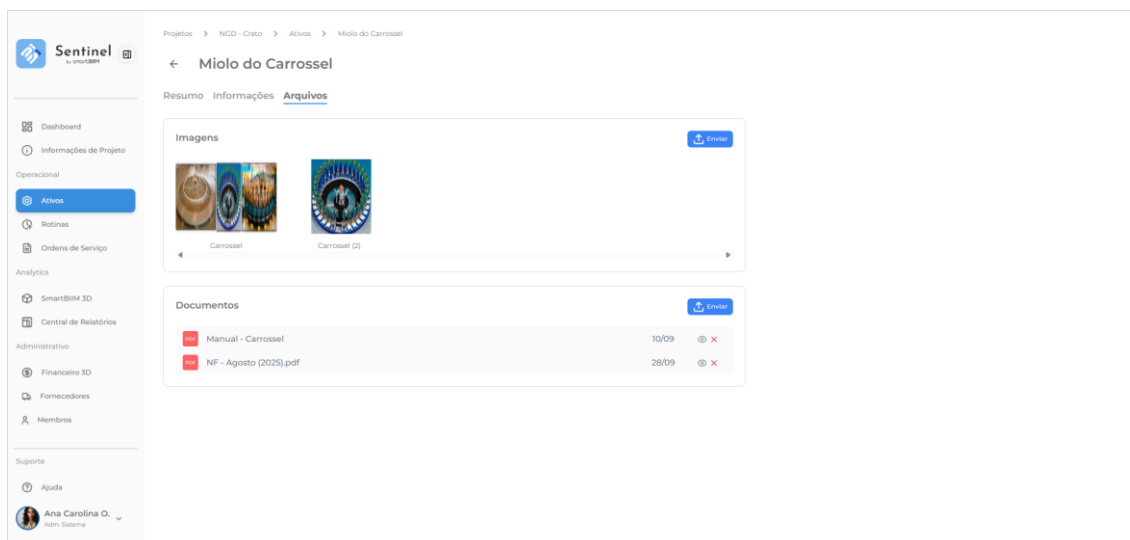 Sentinel
by smartBIM
Projetos > NGD - Crato > Ativos > Miolo do Carrossel
← Miolo do Carrossel
Resumo Informações Arquivos
Dashboard
Informações de Projeto
Operacional
Ativos
Rotinas
Ordens de Serviço
Analytics
SmartBIIM 3D
Central de Relatórios
Administrativo
Financeiro 3D
Fornecedores
Membros
Suporte
Ajuda
Ana Carolina O.
Adm. Sistema
Imagens
Enviar
Carrossel
Carrossel (2)
Documentos
Enviar
PDF Manual - Carrossel 10/09
PDF NF - Agosto (2025).pdf 28/09